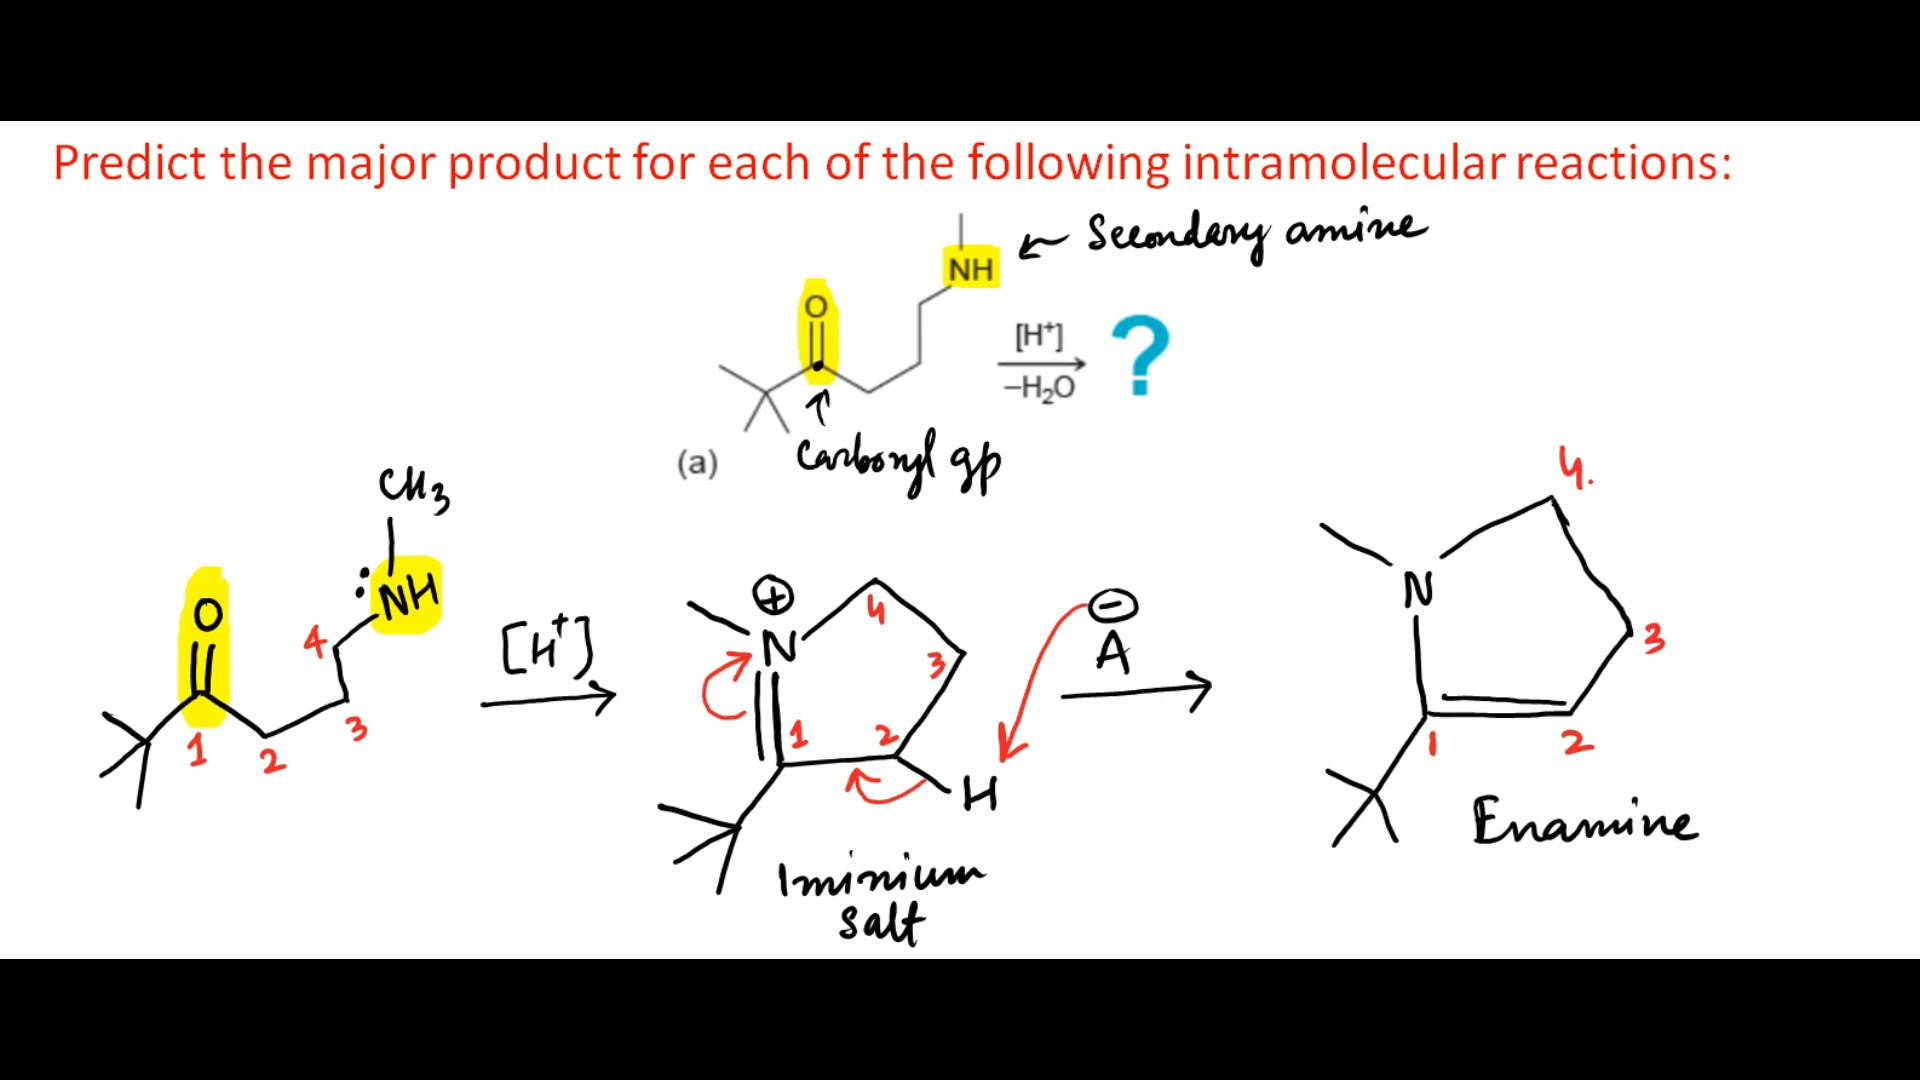 Predict the major product for each of the following intramolecular reactions:
Secondary amine
NH
O
[H⁺]
–H₂O
?
(a)
Carbonyl gp
CH₃
:NH
O
4
1
2
3
[H⁺]
⊕
N
4
3
1
2
H
Iminium
salt
⊖
A
4.
N
3
1
2
Enamine